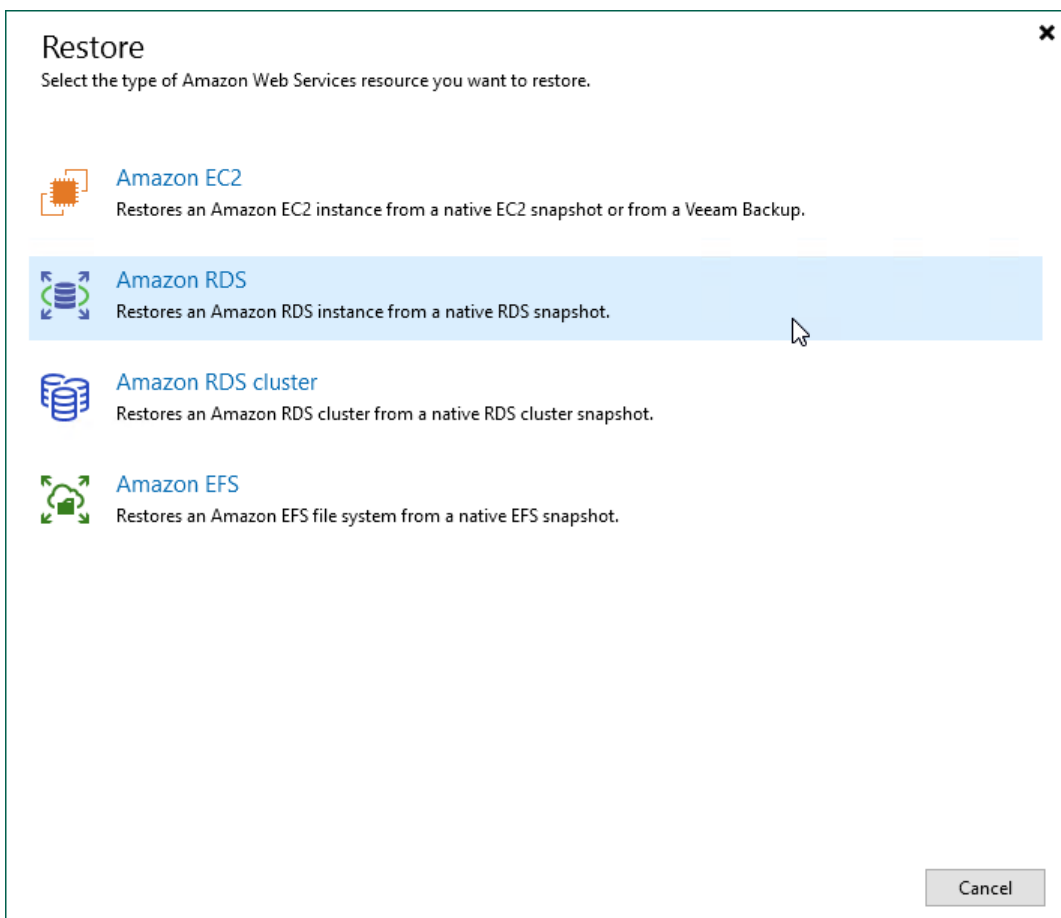 Restore
Select the type of Amazon Web Services resource you want to restore.
Amazon EC2
Restores an Amazon EC2 instance from a native EC2 snapshot or from a Veeam Backup.
Amazon RDS
Restores an Amazon RDS instance from a native RDS snapshot.
Amazon RDS cluster
Restores an Amazon RDS cluster from a native RDS cluster snapshot.
Amazon EFS
Restores an Amazon EFS file system from a native EFS snapshot.
Cancel